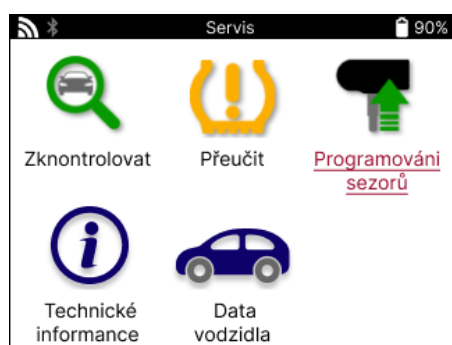 Servis
90%
Zknontrolovat
Přeučit
Programováni
sezorů
Technické
informance
Data
vodzidla